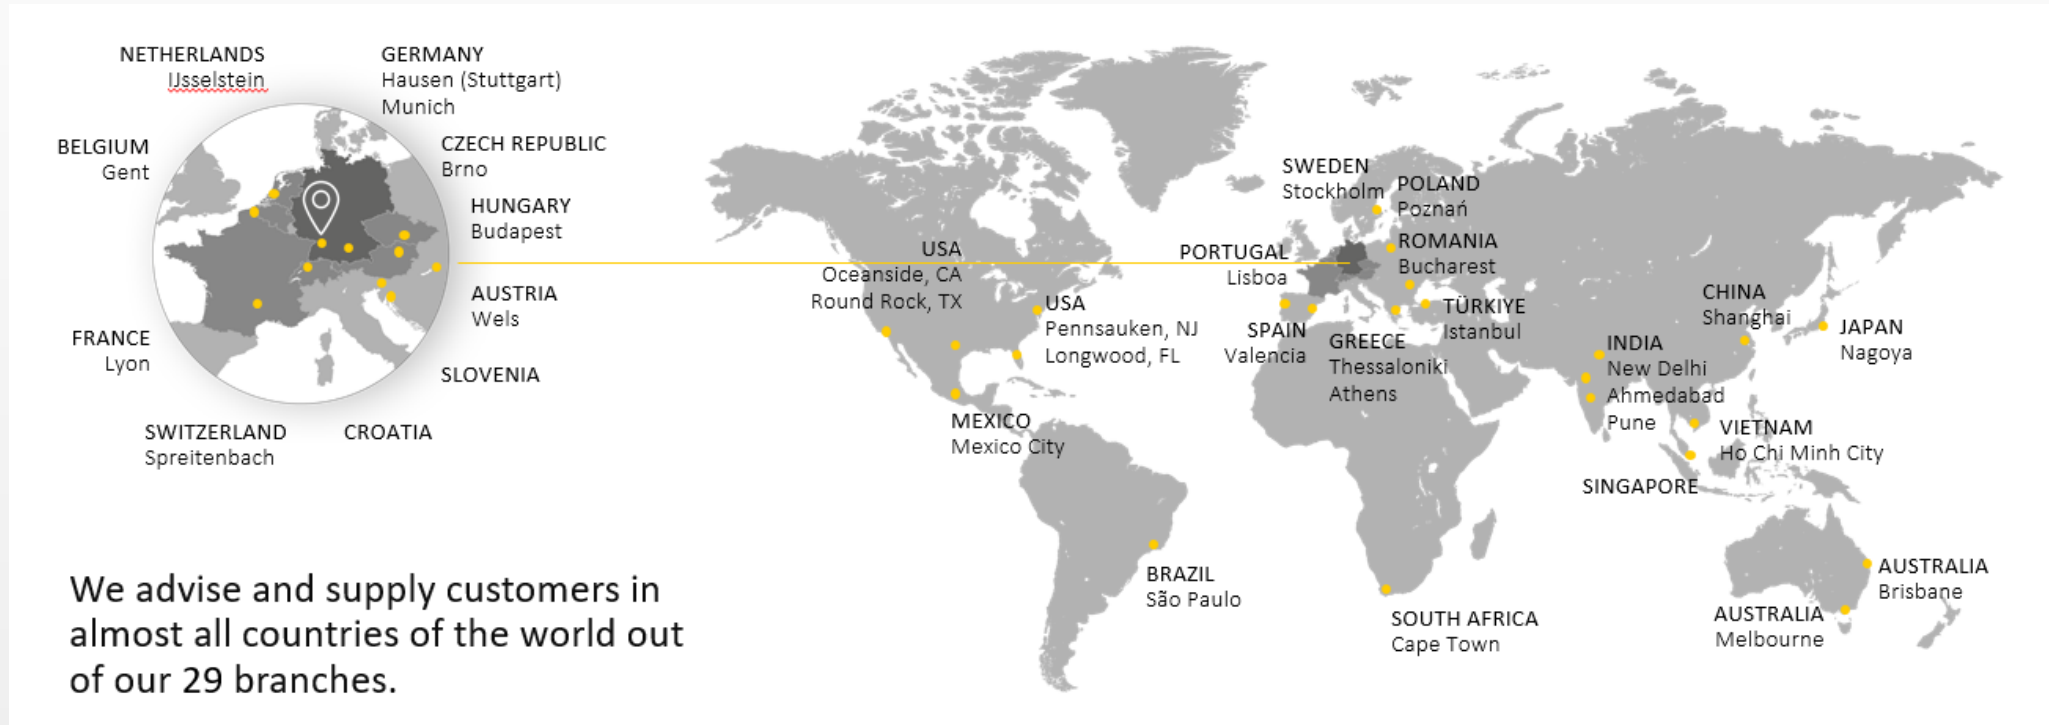 NETHERLANDS
IJsselstein
GERMANY
Hausen (Stuttgart)
Munich
BELGIUM
Gent
CZECH REPUBLIC
Brno
HUNGARY
Budapest
AUSTRIA
Wels
FRANCE
Lyon
SLOVENIA
SWITZERLAND
Spreitenbach
CROATIA
We advise and supply customers in
almost all countries of the world out
of our 29 branches.
USA
Oceanside, CA
Round Rock, TX
USA
Pennsauken, NJ
Longwood, FL
MEXICO
Mexico City
BRAZIL
São Paulo
SWEDEN
Stockholm
POLAND
Poznań
PORTUGAL
Lisboa
ROMANIA
Bucharest
SPAIN
Valencia
GREECE
Thessaloniki
Athens
TÜRKIYE
Istanbul
SOUTH AFRICA
Cape Town
CHINA
Shanghai
JAPAN
Nagoya
INDIA
New Delhi
Ahmedabad
Pune
VIETNAM
Ho Chi Minh City
SINGAPORE
AUSTRALIA
Brisbane
AUSTRALIA
Melbourne